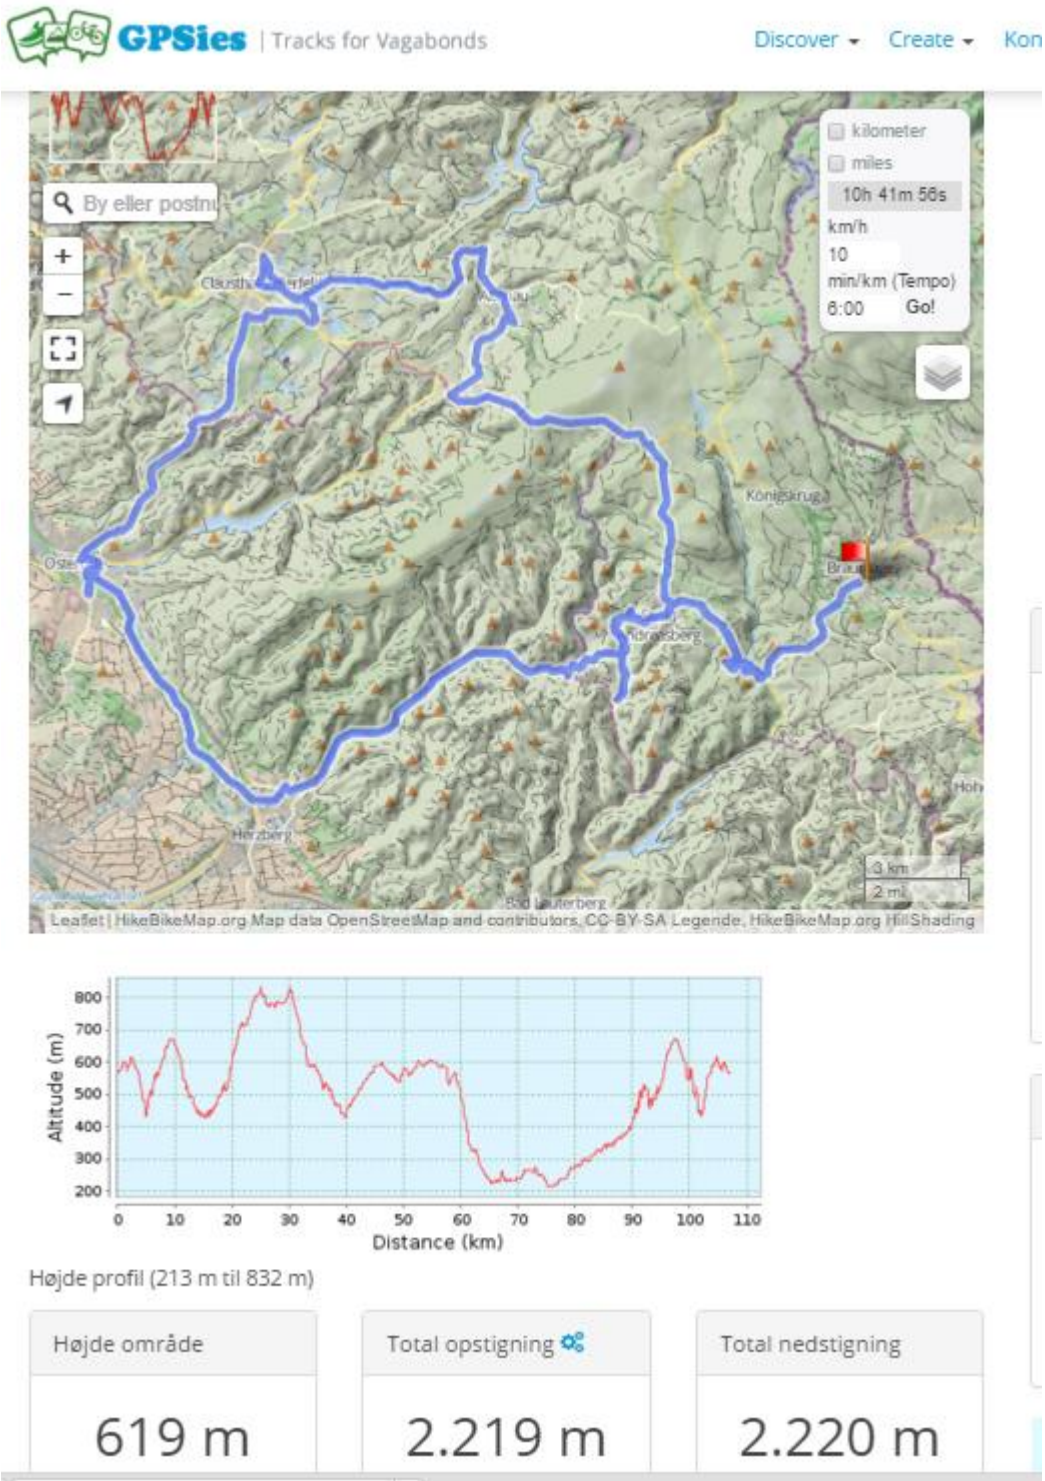 GPSies | Tracks for Vagabonds
Discover
Create
Kon
kilometer
miles
10h 41m 56s
km/h
10
min/km (Tempo)
6:00 Go!
By eller postnu
+
−
Königskrug
Herzberg
Bad Lauterberg
3 km
2 mi
Leaflet | HikeBikeMap.org Map data OpenStreetMap and contributors, CC-BY-SA Legende, HikeBikeMap.org HillShading
Altitude (m)
800
700
600
500
400
300
200
0 10 20 30 40 50 60 70 80 90 100 110
Distance (km)
Højde profil (213 m til 832 m)
Højde område
619 m
Total opstigning
2.219 m
Total nedstigning
2.220 m